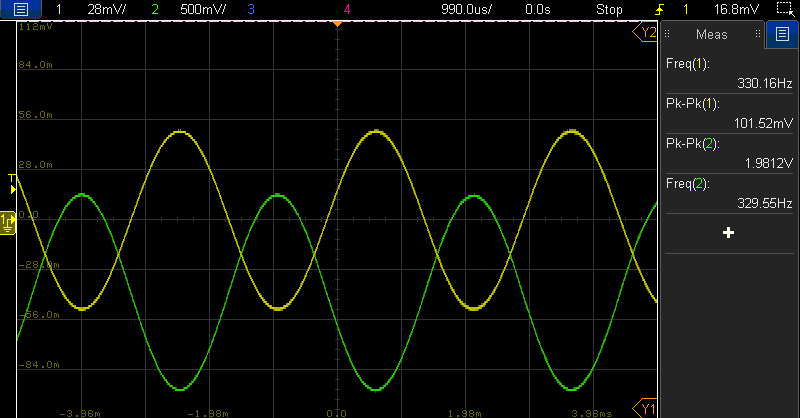 1 28mV/ 2 500mV/ 3 4 990.0us/ 0.0s Stop 1 16.8mV
112mV
Y2
Meas
84.0m
Freq(1):
330.16Hz
Pk-Pk(1):
101.52mV
56.0m
Pk-Pk(2):
1.9812V
28.0m
T
Freq(2):
329.55Hz
0.0
1
-28.0m
-56.0m
-84.0m
Y1
-3.96m -1.98m 0.0 1.98m 3.96ms